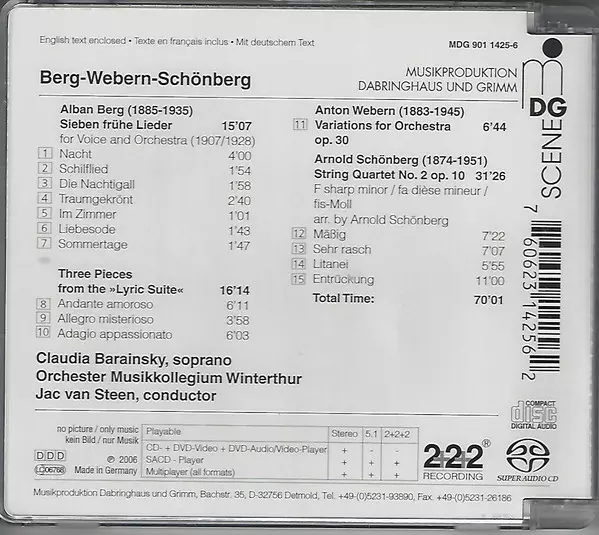 English text enclosed • Texte en français inclus • Mit deutschem Text
MDG 901 1425-6
MUSIKPRODUKTION
DABRINGHAUS UND GRIMM
DG
SCENE
Berg-Webern-Schönberg
Alban Berg (1885-1935)
Sieben frühe Lieder 15'07
for Voice and Orchestra (1907/1928)
1 Nacht 4'00
2 Schilflied 1'54
3 Die Nachtigall 1'58
4 Traumgekrönt 2'40
5 Im Zimmer 1'01
6 Liebesode 1'43
7 Sommertage 1'47
Three Pieces
from the »Lyric Suite« 16'14
8 Andante amoroso 6'11
9 Allegro misterioso 3'58
10 Adagio appassionato 6'03
Anton Webern (1883-1945)
11 Variations for Orchestra 6'44
op. 30
Arnold Schönberg (1874-1951)
String Quartet No. 2 op. 10 31'26
F sharp minor / fa dièse mineur /
fis-Moll
arr. by Arnold Schönberg
12 Mäßig 7'22
13 Sehr rasch 7'07
14 Litanei 5'55
15 Entrückung 11'00
Total Time: 70'01
7 60623 14256 2
Claudia Barainsky, soprano
Orchester Musikkollegium Winterthur
Jac van Steen, conductor
COMPACT
disc
DIGITAL AUDIO
no picture / only music
kein Bild / nur Musik
DDD ℗ 2006
LC06768 Made in Germany
Playable Stereo 5.1 2+2+2
CD- + DVD-Video + DVD-Audio/Video-Player + - -
SACD - Player + + +
Multiplayer (all formats) + + +
2+2+2®
RECORDING
SUPER AUDIO CD
Musikproduktion Dabringhaus und Grimm, Bachstr. 35, D-32756 Detmold, Tel. +49-(0)5231-93890, Fax. +49-(0)5231-26186